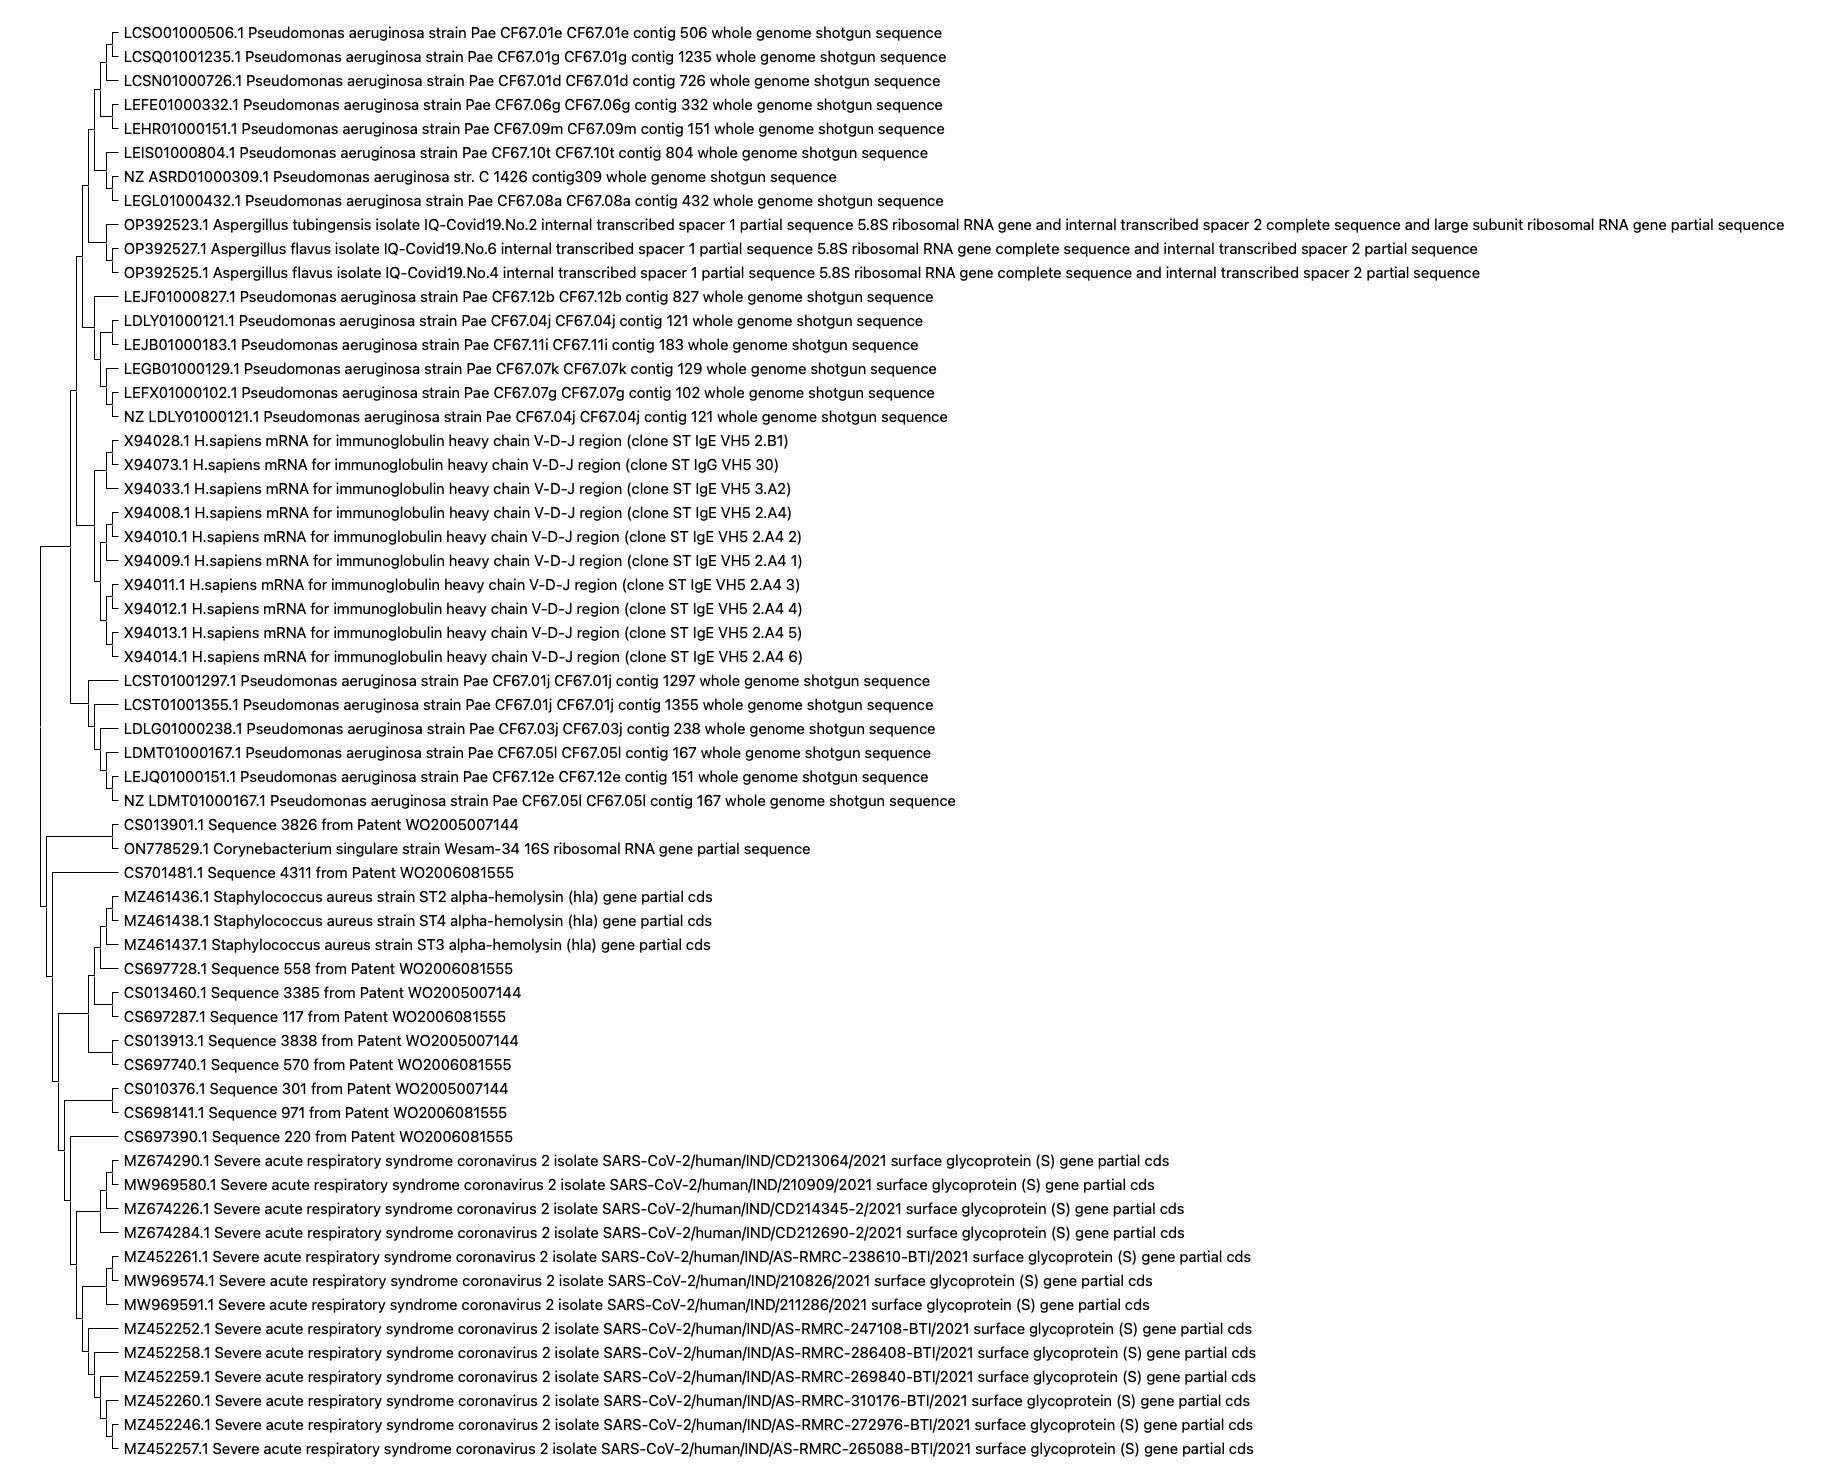 LCSO01000506.1 Pseudomonas aeruginosa strain Pae CF67.01e CF67.01e contig 506 whole genome shotgun sequence
LCSQ01001235.1 Pseudomonas aeruginosa strain Pae CF67.01g CF67.01g contig 1235 whole genome shotgun sequence
LCSN01000726.1 Pseudomonas aeruginosa strain Pae CF67.01d CF67.01d contig 726 whole genome shotgun sequence
LEFE01000332.1 Pseudomonas aeruginosa strain Pae CF67.06g CF67.06g contig 332 whole genome shotgun sequence
LEHR01000151.1 Pseudomonas aeruginosa strain Pae CF67.09m CF67.09m contig 151 whole genome shotgun sequence
LEIS01000804.1 Pseudomonas aeruginosa strain Pae CF67.10t CF67.10t contig 804 whole genome shotgun sequence
NZ ASRD01000309.1 Pseudomonas aeruginosa str. C 1426 contig309 whole genome shotgun sequence
LEGL01000432.1 Pseudomonas aeruginosa strain Pae CF67.08a CF67.08a contig 432 whole genome shotgun sequence
OP392523.1 Aspergillus tubingensis isolate IQ-Covid19.No.2 internal transcribed spacer 1 partial sequence 5.8S ribosomal RNA gene and internal transcribed spacer 2 complete sequence and large subunit ribosomal RNA gene partial sequence
OP392527.1 Aspergillus flavus isolate IQ-Covid19.No.6 internal transcribed spacer 1 partial sequence 5.8S ribosomal RNA gene complete sequence and internal transcribed spacer 2 partial sequence
OP392525.1 Aspergillus flavus isolate IQ-Covid19.No.4 internal transcribed spacer 1 partial sequence 5.8S ribosomal RNA gene complete sequence and internal transcribed spacer 2 partial sequence
LEJF01000827.1 Pseudomonas aeruginosa strain Pae CF67.12b CF67.12b contig 827 whole genome shotgun sequence
LDLY01000121.1 Pseudomonas aeruginosa strain Pae CF67.04j CF67.04j contig 121 whole genome shotgun sequence
LEJB01000183.1 Pseudomonas aeruginosa strain Pae CF67.11i CF67.11i contig 183 whole genome shotgun sequence
LEGB01000129.1 Pseudomonas aeruginosa strain Pae CF67.07k CF67.07k contig 129 whole genome shotgun sequence
LEFX01000102.1 Pseudomonas aeruginosa strain Pae CF67.07g CF67.07g contig 102 whole genome shotgun sequence
NZ LDLY01000121.1 Pseudomonas aeruginosa strain Pae CF67.04j CF67.04j contig 121 whole genome shotgun sequence
X94028.1 H.sapiens mRNA for immunoglobulin heavy chain V-D-J region (clone ST IgE VH5 2.B1)
X94073.1 H.sapiens mRNA for immunoglobulin heavy chain V-D-J region (clone ST IgG VH5 30)
X94033.1 H.sapiens mRNA for immunoglobulin heavy chain V-D-J region (clone ST IgE VH5 3.A2)
X94008.1 H.sapiens mRNA for immunoglobulin heavy chain V-D-J region (clone ST IgE VH5 2.A4)
X94010.1 H.sapiens mRNA for immunoglobulin heavy chain V-D-J region (clone ST IgE VH5 2.A4 2)
X94009.1 H.sapiens mRNA for immunoglobulin heavy chain V-D-J region (clone ST IgE VH5 2.A4 1)
X94011.1 H.sapiens mRNA for immunoglobulin heavy chain V-D-J region (clone ST IgE VH5 2.A4 3)
X94012.1 H.sapiens mRNA for immunoglobulin heavy chain V-D-J region (clone ST IgE VH5 2.A4 4)
X94013.1 H.sapiens mRNA for immunoglobulin heavy chain V-D-J region (clone ST IgE VH5 2.A4 5)
X94014.1 H.sapiens mRNA for immunoglobulin heavy chain V-D-J region (clone ST IgE VH5 2.A4 6)
LCST01001297.1 Pseudomonas aeruginosa strain Pae CF67.01j CF67.01j contig 1297 whole genome shotgun sequence
LCST01001355.1 Pseudomonas aeruginosa strain Pae CF67.01j CF67.01j contig 1355 whole genome shotgun sequence
LDLG01000238.1 Pseudomonas aeruginosa strain Pae CF67.03j CF67.03j contig 238 whole genome shotgun sequence
LDMT01000167.1 Pseudomonas aeruginosa strain Pae CF67.05l CF67.05l contig 167 whole genome shotgun sequence
LEJQ01000151.1 Pseudomonas aeruginosa strain Pae CF67.12e CF67.12e contig 151 whole genome shotgun sequence
NZ LDMT01000167.1 Pseudomonas aeruginosa strain Pae CF67.05l CF67.05l contig 167 whole genome shotgun sequence
CS013901.1 Sequence 3826 from Patent WO2005007144
ON778529.1 Corynebacterium singulare strain Wesam-34 16S ribosomal RNA gene partial sequence
CS701481.1 Sequence 4311 from Patent WO2006081555
MZ461436.1 Staphylococcus aureus strain ST2 alpha-hemolysin (hla) gene partial cds
MZ461438.1 Staphylococcus aureus strain ST4 alpha-hemolysin (hla) gene partial cds
MZ461437.1 Staphylococcus aureus strain ST3 alpha-hemolysin (hla) gene partial cds
CS697728.1 Sequence 558 from Patent WO2006081555
CS013460.1 Sequence 3385 from Patent WO2005007144
CS697287.1 Sequence 117 from Patent WO2006081555
CS013913.1 Sequence 3838 from Patent WO2005007144
CS697740.1 Sequence 570 from Patent WO2006081555
CS010376.1 Sequence 301 from Patent WO2005007144
CS698141.1 Sequence 971 from Patent WO2006081555
CS697390.1 Sequence 220 from Patent WO2006081555
MZ674290.1 Severe acute respiratory syndrome coronavirus 2 isolate SARS-CoV-2/human/IND/CD213064/2021 surface glycoprotein (S) gene partial cds
MW969580.1 Severe acute respiratory syndrome coronavirus 2 isolate SARS-CoV-2/human/IND/210909/2021 surface glycoprotein (S) gene partial cds
MZ674226.1 Severe acute respiratory syndrome coronavirus 2 isolate SARS-CoV-2/human/IND/CD214345-2/2021 surface glycoprotein (S) gene partial cds
MZ674284.1 Severe acute respiratory syndrome coronavirus 2 isolate SARS-CoV-2/human/IND/CD212690-2/2021 surface glycoprotein (S) gene partial cds
MZ452261.1 Severe acute respiratory syndrome coronavirus 2 isolate SARS-CoV-2/human/IND/AS-RMRC-238610-BTI/2021 surface glycoprotein (S) gene partial cds
MW969574.1 Severe acute respiratory syndrome coronavirus 2 isolate SARS-CoV-2/human/IND/210826/2021 surface glycoprotein (S) gene partial cds
MW969591.1 Severe acute respiratory syndrome coronavirus 2 isolate SARS-CoV-2/human/IND/211286/2021 surface glycoprotein (S) gene partial cds
MZ452252.1 Severe acute respiratory syndrome coronavirus 2 isolate SARS-CoV-2/human/IND/AS-RMRC-247108-BTI/2021 surface glycoprotein (S) gene partial cds
MZ452258.1 Severe acute respiratory syndrome coronavirus 2 isolate SARS-CoV-2/human/IND/AS-RMRC-286408-BTI/2021 surface glycoprotein (S) gene partial cds
MZ452259.1 Severe acute respiratory syndrome coronavirus 2 isolate SARS-CoV-2/human/IND/AS-RMRC-269840-BTI/2021 surface glycoprotein (S) gene partial cds
MZ452260.1 Severe acute respiratory syndrome coronavirus 2 isolate SARS-CoV-2/human/IND/AS-RMRC-310176-BTI/2021 surface glycoprotein (S) gene partial cds
MZ452246.1 Severe acute respiratory syndrome coronavirus 2 isolate SARS-CoV-2/human/IND/AS-RMRC-272976-BTI/2021 surface glycoprotein (S) gene partial cds
MZ452257.1 Severe acute respiratory syndrome coronavirus 2 isolate SARS-CoV-2/human/IND/AS-RMRC-265088-BTI/2021 surface glycoprotein (S) gene partial cds